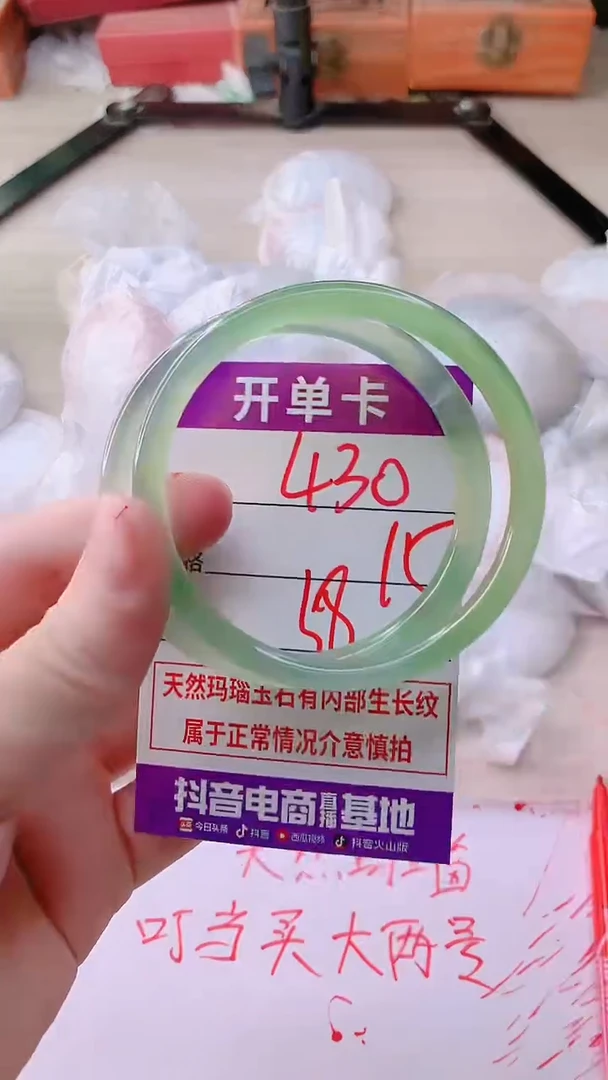 开单卡
430
15
格
58
天然玛瑙玉石有内部生长纹
属于正常情况介意慎拍
抖音电商直播基地
今日头条 抖音 西瓜视频 抖音火山版
天然玛瑙
叮当买大两号